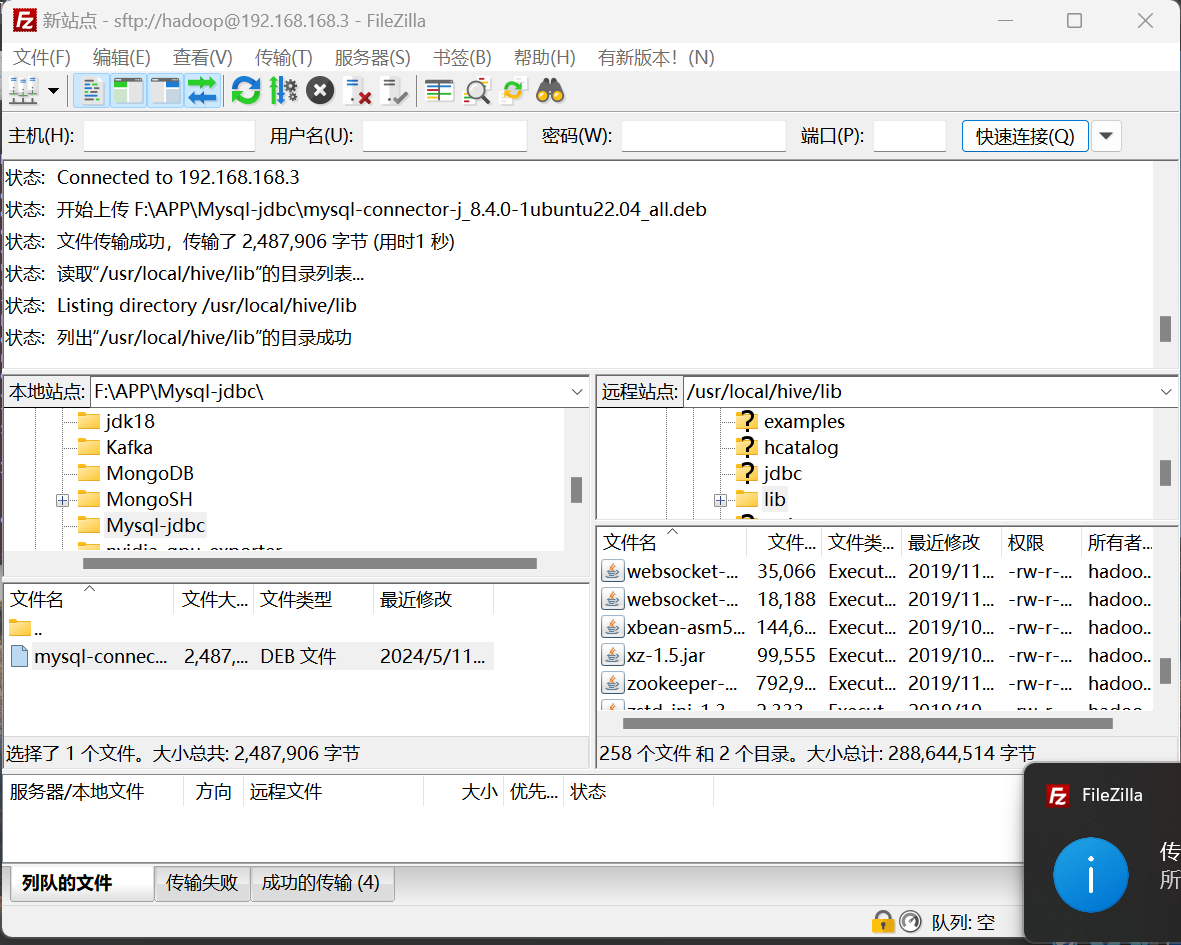 新站点 - sftp://hadoop@192.168.168.3 - FileZilla
文件(F) 编辑(E) 查看(V) 传输(T) 服务器(S) 书签(B) 帮助(H) 有新版本！(N)
主机(H): 用户名(U): 密码(W): 端口(P): 快速连接(Q)
状态: Connected to 192.168.168.3
状态: 开始上传 F:\APP\Mysql-jdbc\mysql-connector-j_8.4.0-1ubuntu22.04_all.deb
状态: 文件传输成功，传输了 2,487,906 字节 (用时1 秒)
状态: 读取“/usr/local/hive/lib”的目录列表...
状态: Listing directory /usr/local/hive/lib
状态: 列出“/usr/local/hive/lib”的目录成功
本地站点: F:\APP\Mysql-jdbc\
jdk18
Kafka
MongoDB
MongoSH
Mysql-jdbc
文件名 文件大... 文件类型 最近修改
..
mysql-connec... 2,487,... DEB 文件 2024/5/11...
选择了 1 个文件。大小总共: 2,487,906 字节
远程站点: /usr/local/hive/lib
examples
hcatalog
jdbc
lib
文件名 文件... 文件类... 最近修改 权限 所有者...
websocket-... 35,066 Execut... 2019/11... -rw-r-... hadoo...
websocket-... 18,188 Execut... 2019/11... -rw-r-... hadoo...
xbean-asm5... 144,6... Execut... 2019/10... -rw-r-... hadoo...
xz-1.5.jar 99,555 Execut... 2019/10... -rw-r-... hadoo...
zookeeper-... 792,9... Execut... 2019/11... -rw-r-... hadoo...
258 个文件 和 2 个目录。大小总计: 288,644,514 字节
服务器/本地文件 方向 远程文件 大小 优先... 状态
列队的文件 传输失败 成功的传输 (4)
队列: 空
FileZilla
传
所